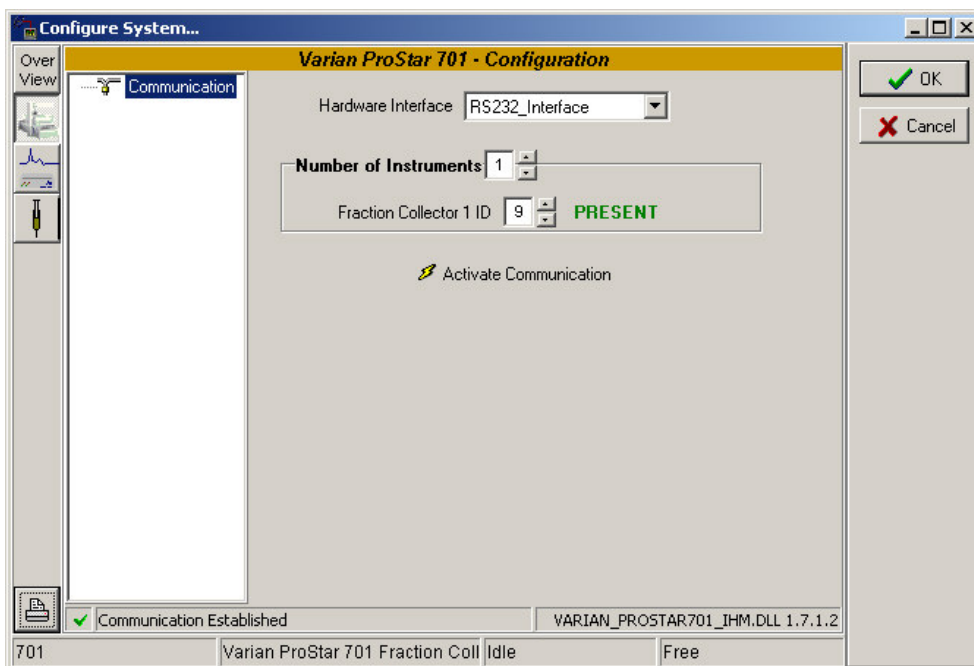 Configure System...
Over
View
Varian ProStar 701 - Configuration
Communication
Hardware Interface RS232_Interface
OK
Cancel
Number of Instruments 1
Fraction Collector 1 ID 9 PRESENT
Activate Communication
Communication Established VARIAN_PROSTAR701_IHM.DLL 1.7.1.2
701 Varian ProStar 701 Fraction Coll Idle Free